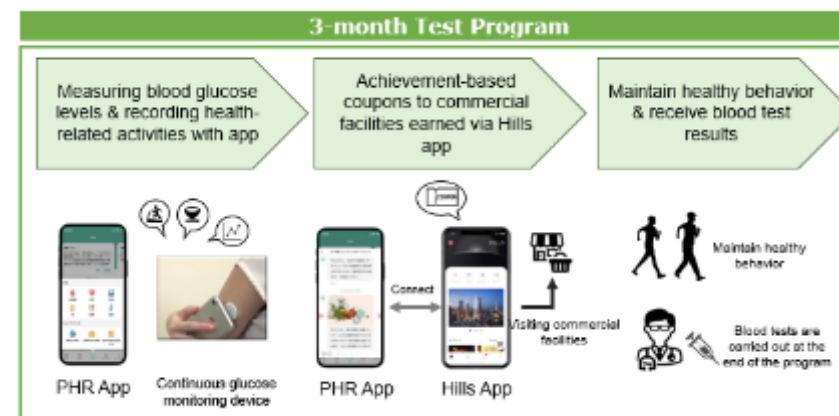 3-month Test Program
Measuring blood glucose
levels & recording health-
related activities with app
Achievement-based
coupons to commercial
facilities earned via Hills
app
Maintain healthy behavior
& receive blood test
results
PHR App
Continuous glucose
monitoring device
Connect
PHR App
Hills App
Visiting commercial
facilities
Maintain healthy
behavior
Blood tests are
carried out at the
end of the program